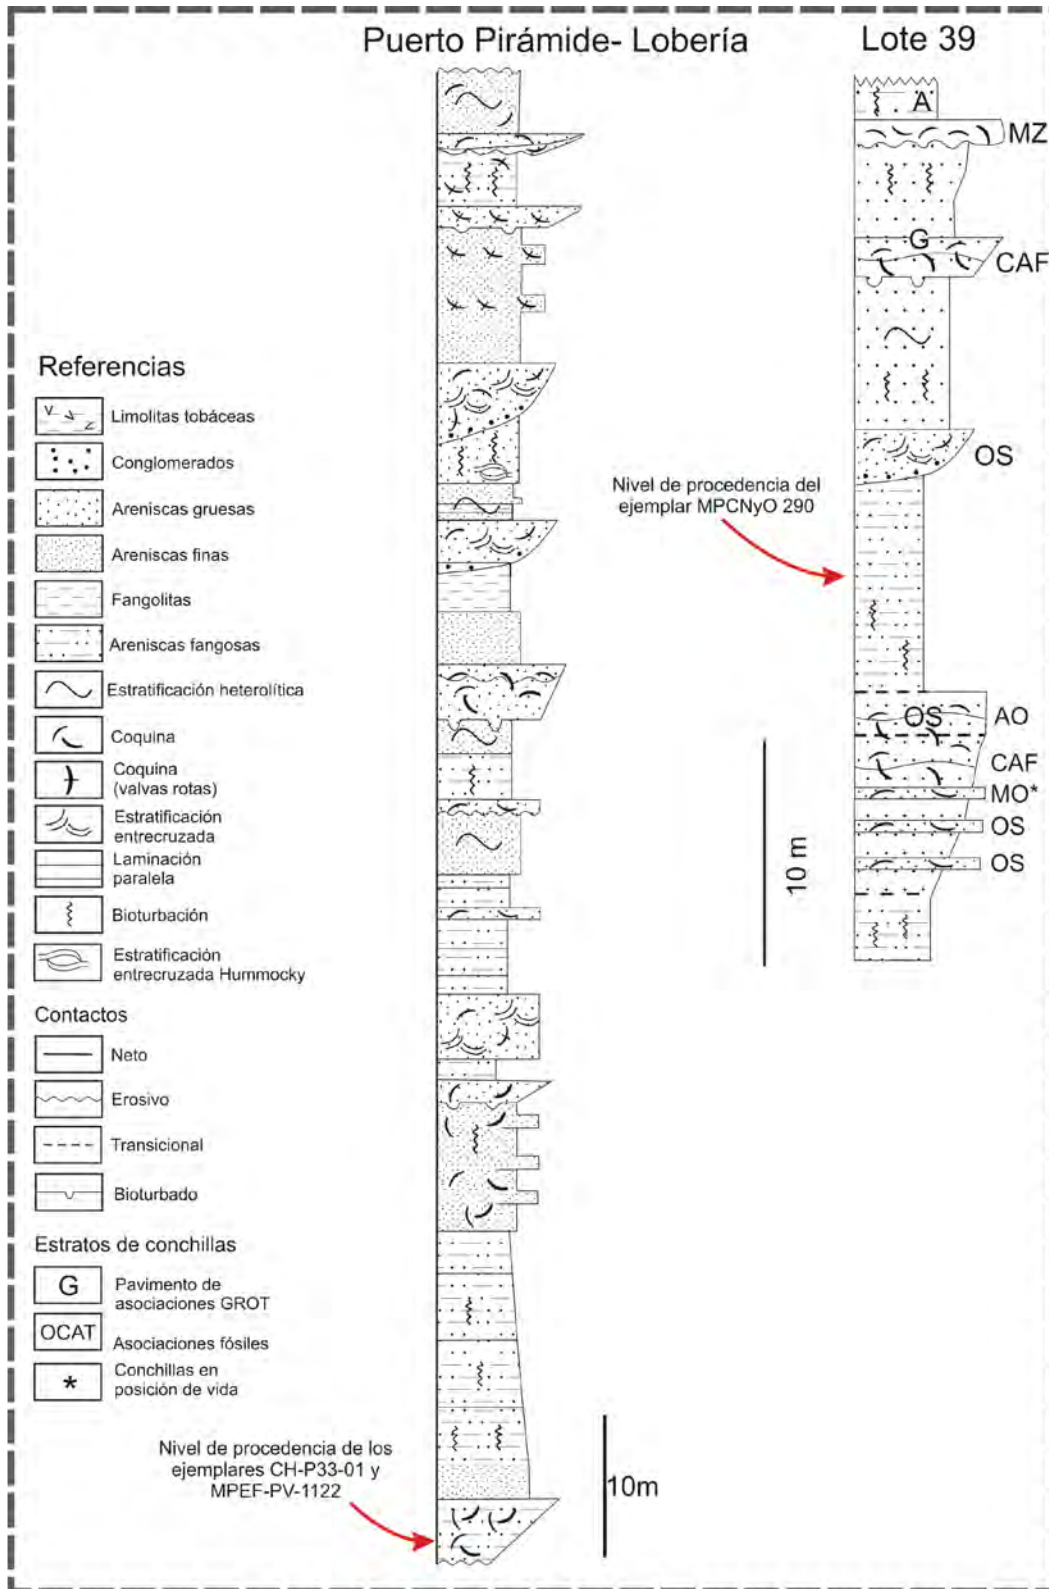 Puerto Pirámide- Lobería
Lote 39
A
MZ
G
CAF
OS
Nivel de procedencia del
ejemplar MPCNyO 290
OS
AO
CAF
MO*
OS
OS
10 m
Referencias
Limolitas tobáceas
Conglomerados
Areniscas gruesas
Areniscas finas
Fangolitas
Areniscas fangosas
Estratificación heterolítica
Coquina
Coquina
(valvas rotas)
Estratificación
entrecruzada
Laminación
paralela
Bioturbación
Estratificación
entrecruzada Hummocky
Contactos
Neto
Erosivo
Transicional
Bioturbado
Estratos de conchillas
G
Pavimento de
asociaciones GROT
OCAT
Asociaciones fósiles
*
Conchillas en
posición de vida
Nivel de procedencia de los
ejemplares CH-P33-01 y
MPEF-PV-1122
10m